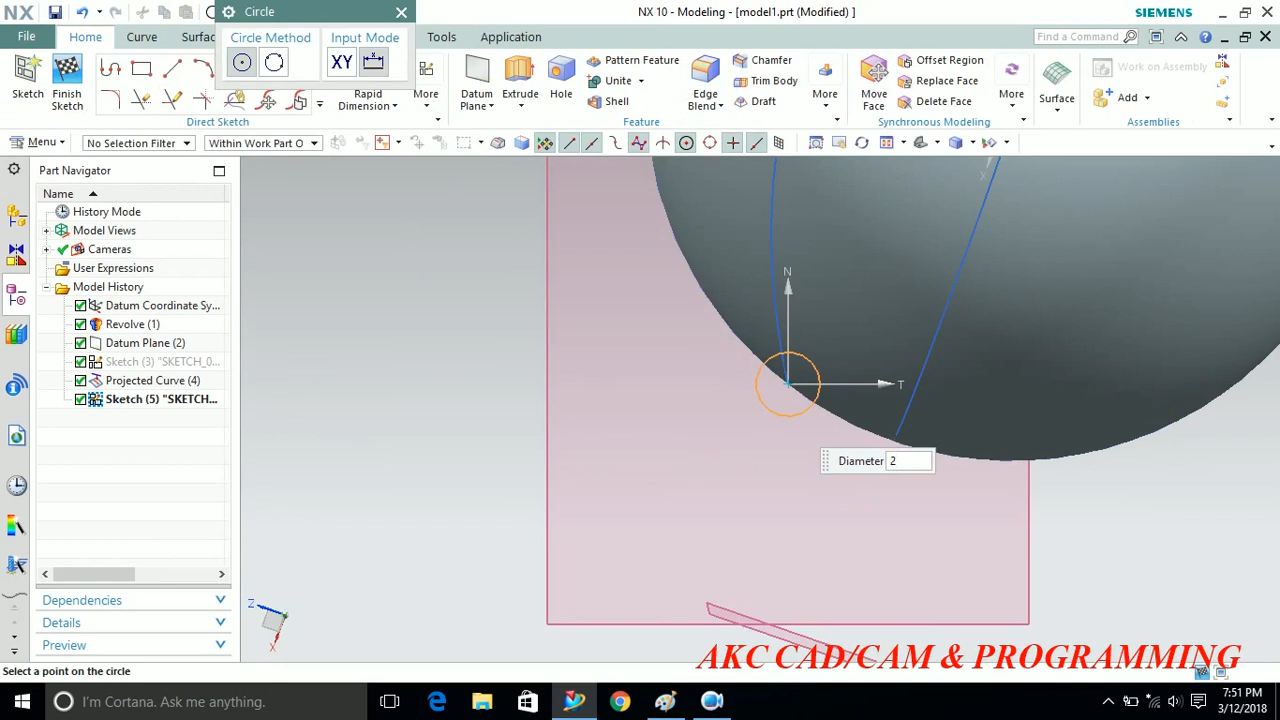 NX
Circle
NX 10 - Modeling - [model1.prt (Modified) ]
SIEMENS
File
Home
Curve
Surfa
Tools
Application
Find a Command
Circle Method
Input Mode
XY
Sketch
Finish
Sketch
Rapid
Dimension
More
Direct Sketch
Datum
Plane
Extrude
Hole
Pattern Feature
Unite
Shell
Edge
Blend
Chamfer
Trim Body
Draft
More
Feature
Move
Face
Offset Region
Replace Face
Delete Face
More
Synchronous Modeling
Surface
Work on Assembly
Add
Assemblies
Menu
No Selection Filter
Within Work Part O
Part Navigator
Name
History Mode
Model Views
Cameras
User Expressions
Model History
Datum Coordinate Sy...
Revolve (1)
Datum Plane (2)
Sketch (3) "SKETCH_0...
Projected Curve (4)
Sketch (5) "SKETCH...
Dependencies
Details
Preview
X
N
T
Diameter 2
Z
X
Select a point on the circle
AKC CAD/CAM & PROGRAMMING
I'm Cortana. Ask me anything.
7:51 PM
3/12/2018